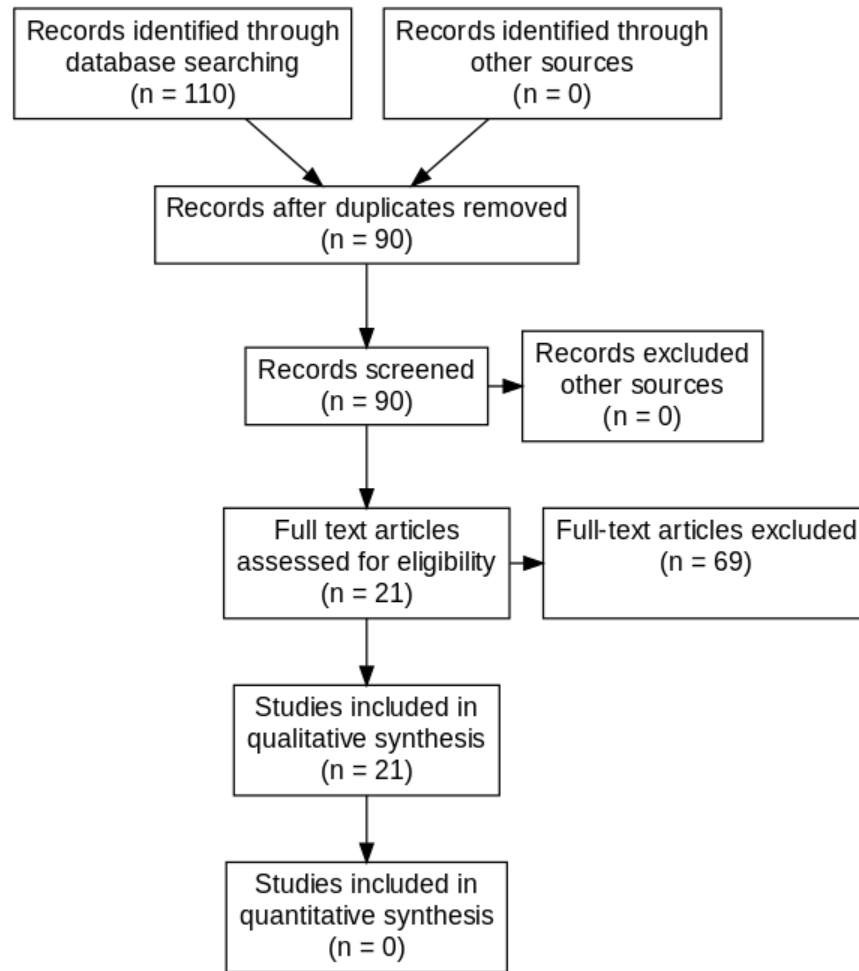 Records identified through
database searching
(n = 110)
Records identified through
other sources
(n = 0)
Records after duplicates removed
(n = 90)
Records screened
(n = 90)
Records excluded
other sources
(n = 0)
Full text articles
assessed for eligibility
(n = 21)
Full-text articles excluded
(n = 69)
Studies included in
qualitative synthesis
(n = 21)
Studies included in
quantitative synthesis
(n = 0)